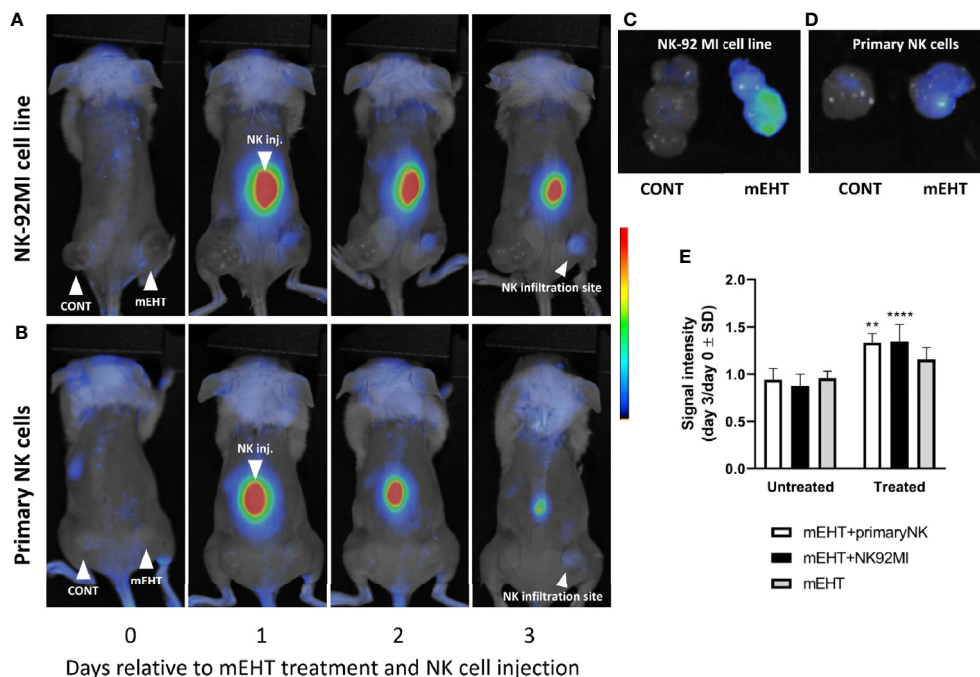 A
NK-92MI cell line
CONT
mEHT
NK inj.
NK infiltration site
B
Primary NK cells
CONT
mEHT
NK inj.
NK infiltration site
0 1 2 3
Days relative to mEHT treatment and NK cell injection
C
NK-92 MI cell line
CONT mEHT
D
Primary NK cells
CONT mEHT
E
Signal intensity
(day 3/day 0 ± SD)
2.0
1.5
1.0
0.5
0.0
** ****
Untreated Treated
mEHT+primaryNK
mEHT+NK92MI
mEHT